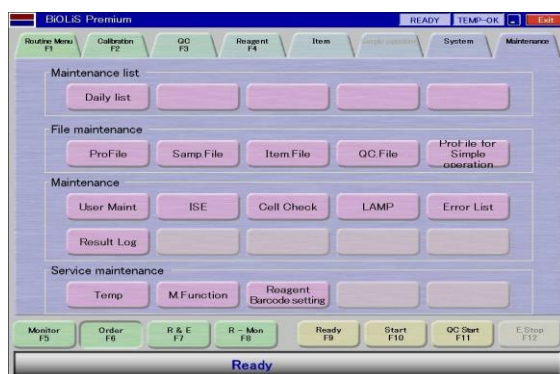 BiOLiS Premium
READY TEMP-OK Exit
Routine Menu Calibration QC Reagent Item System Maintenance
F1 F2 F3 F4
Maintenance list
Daily list
File maintenance
ProFile Samp.File Item.File QC.File ProFile for Simple operation
Maintenance
User Maint ISE Cell Check LAMP Error List
Result Log
Service maintenance
Temp M.Function Reagent Barcode setting
Monitor Order R & E R - Mon Ready Start QC Start E.Stop
F5 F6 F7 F8 F9 F10 F11 F12
Ready